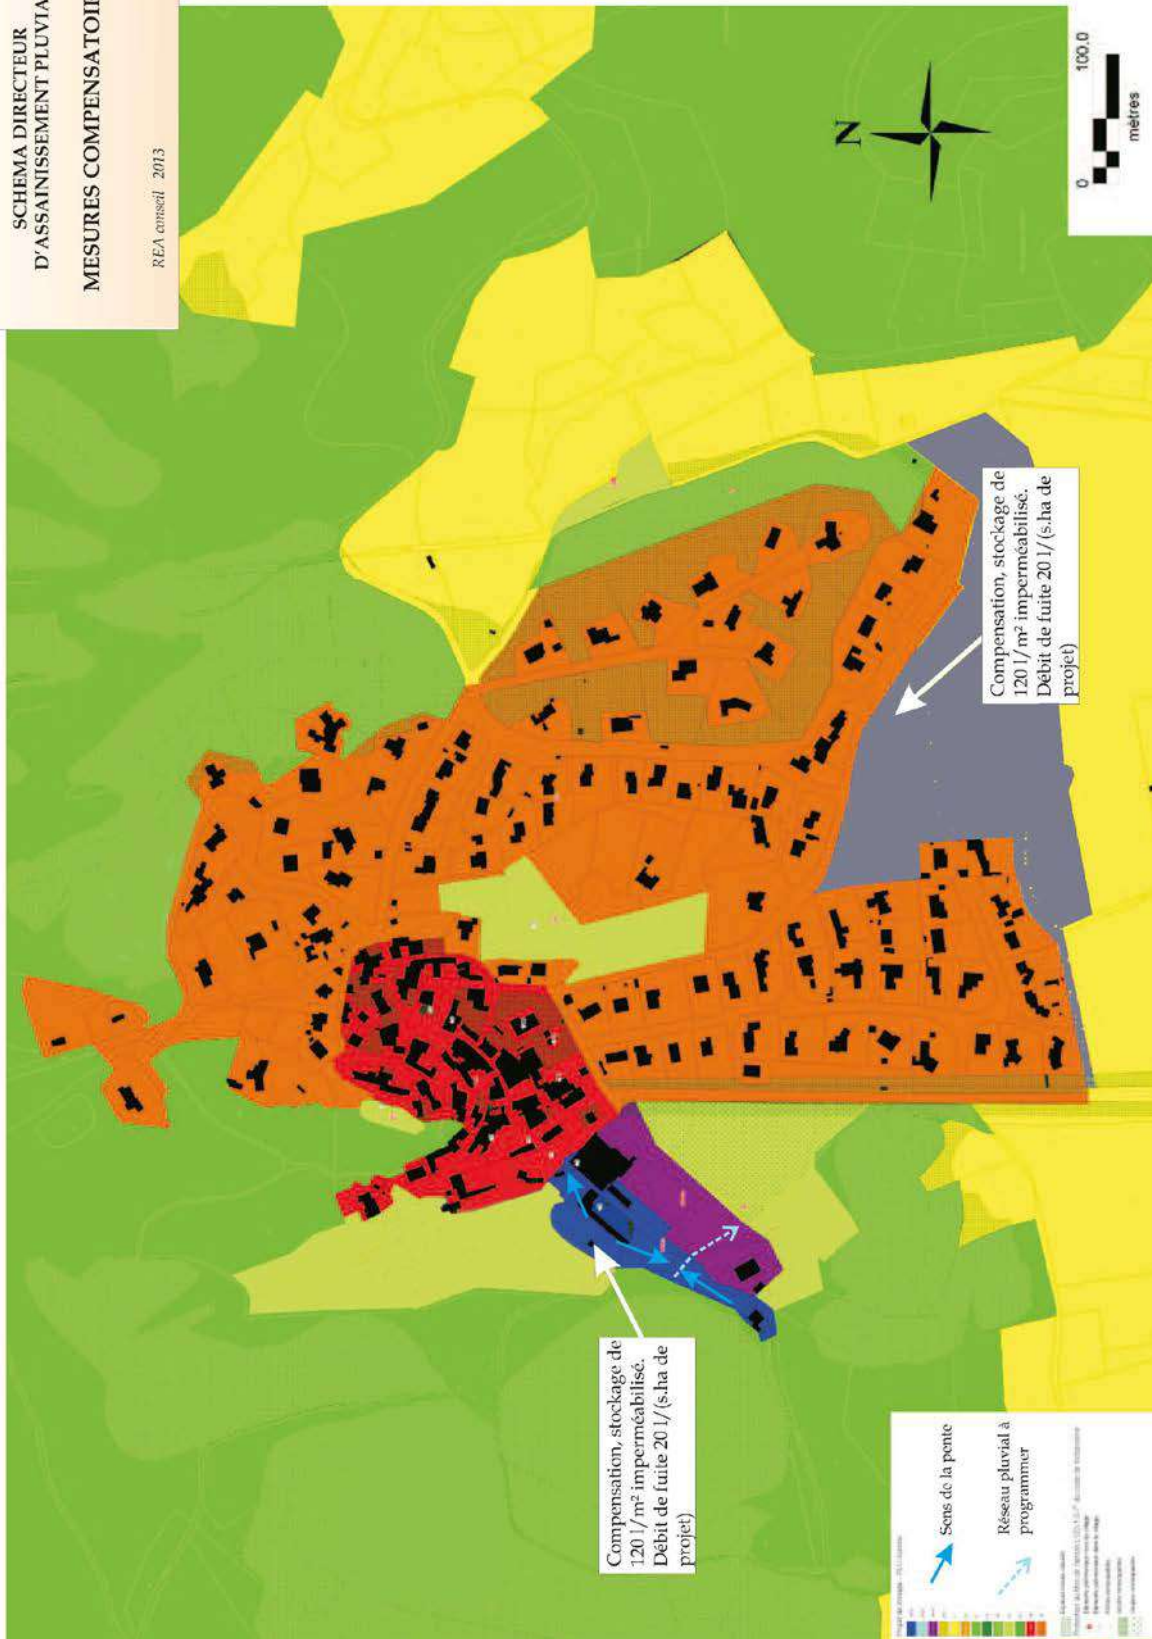 SCHEMA DIRECTEUR
D'ASSAINISSEMENT PLUVIA
MESURES COMPENSATOI
REA conseil 2013
N
0 100.0
mètres
Compensation, stockage de
120 l/m² imperméabilisé.
Débit de fuite 20 l/(s.ha de
projet)
Compensation, stockage de
120 l/m² imperméabilisé.
Débit de fuite 20 l/(s.ha de
projet)
Sens de la pente
Réseau pluvial à
programmer